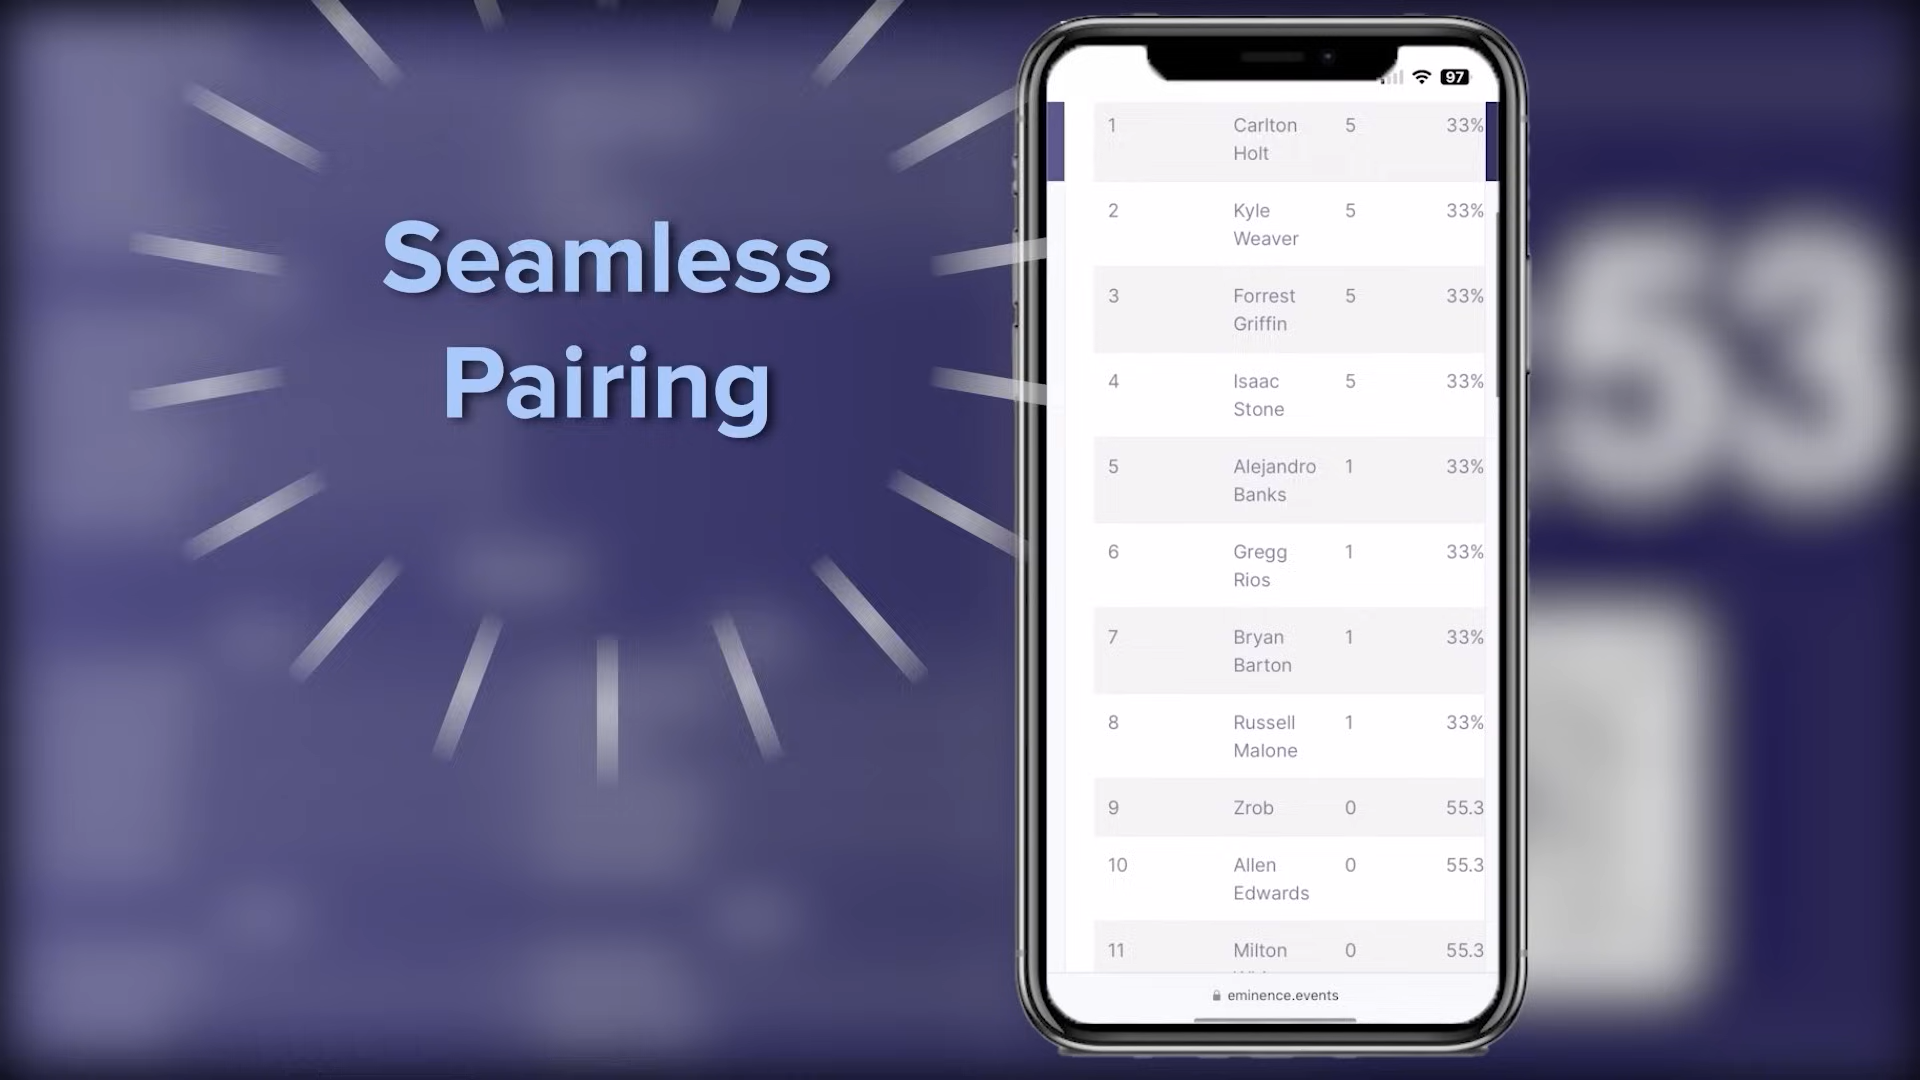 Seamless
Pairing
97
1 Carlton Holt 5 33%
2 Kyle Weaver 5 33%
3 Forrest Griffin 5 33%
4 Isaac Stone 5 33%
5 Alejandro Banks 1 33%
6 Gregg Rios 1 33%
7 Bryan Barton 1 33%
8 Russell Malone 1 33%
9 Zrob 0 55.3
10 Allen Edwards 0 55.3
11 Milton 0 55.3
eminence.events
53